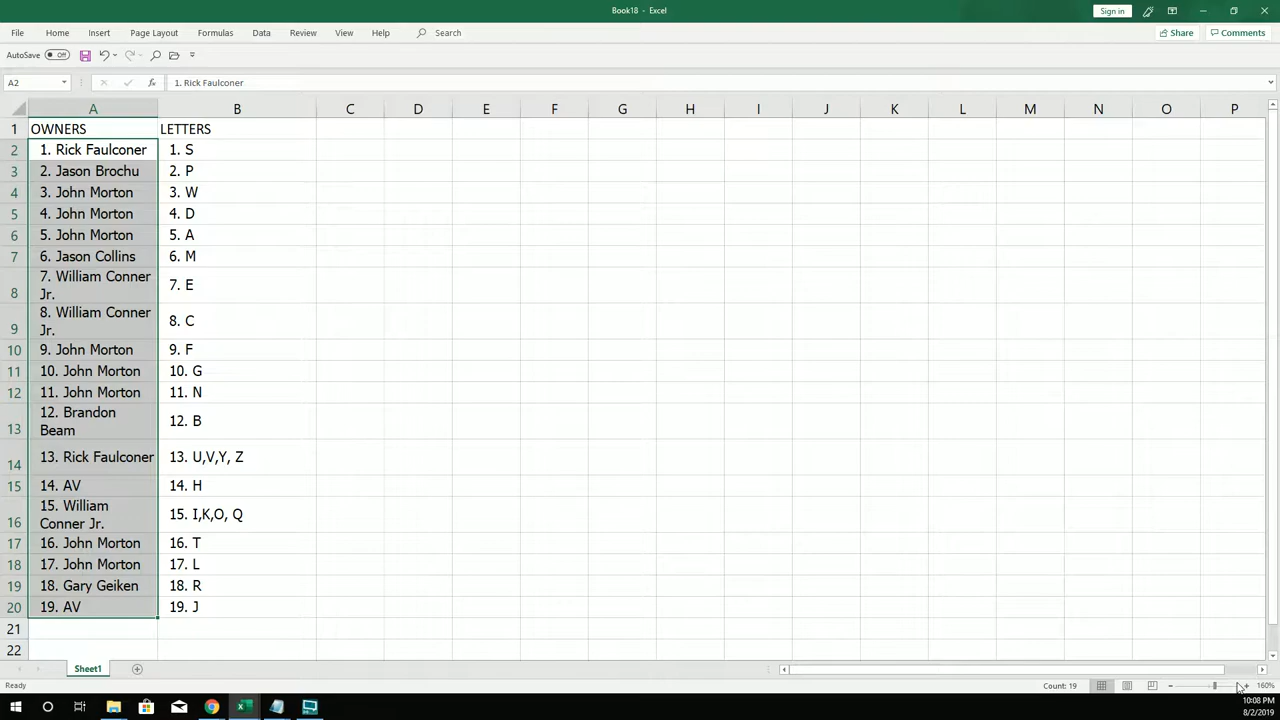 Book18 - Excel
Sign in
File Home Insert Page Layout Formulas Data Review View Help Search Share Comments
AutoSave Off
A2 fx 1. Rick Faulconer
A B C D E F G H I J K L M N O P
1 OWNERS LETTERS
2 1. Rick Faulconer 1. S
3 2. Jason Brochu 2. P
4 3. John Morton 3. W
5 4. John Morton 4. D
6 5. John Morton 5. A
7 6. Jason Collins 6. M
7. William Conner
8 Jr. 7. E
8. William Conner
9 Jr. 8. C
10 9. John Morton 9. F
11 10. John Morton 10. G
12 11. John Morton 11. N
12. Brandon
13 Beam 12. B
14 13. Rick Faulconer 13. U,V,Y, Z
15 14. AV 14. H
15. William
16 Conner Jr. 15. I,K,O, Q
17 16. John Morton 16. T
18 17. John Morton 17. L
19 18. Gary Geiken 18. R
20 19. AV 19. J
21
22
Sheet1
Ready Count: 19 160%
10:08 PM
8/2/2019